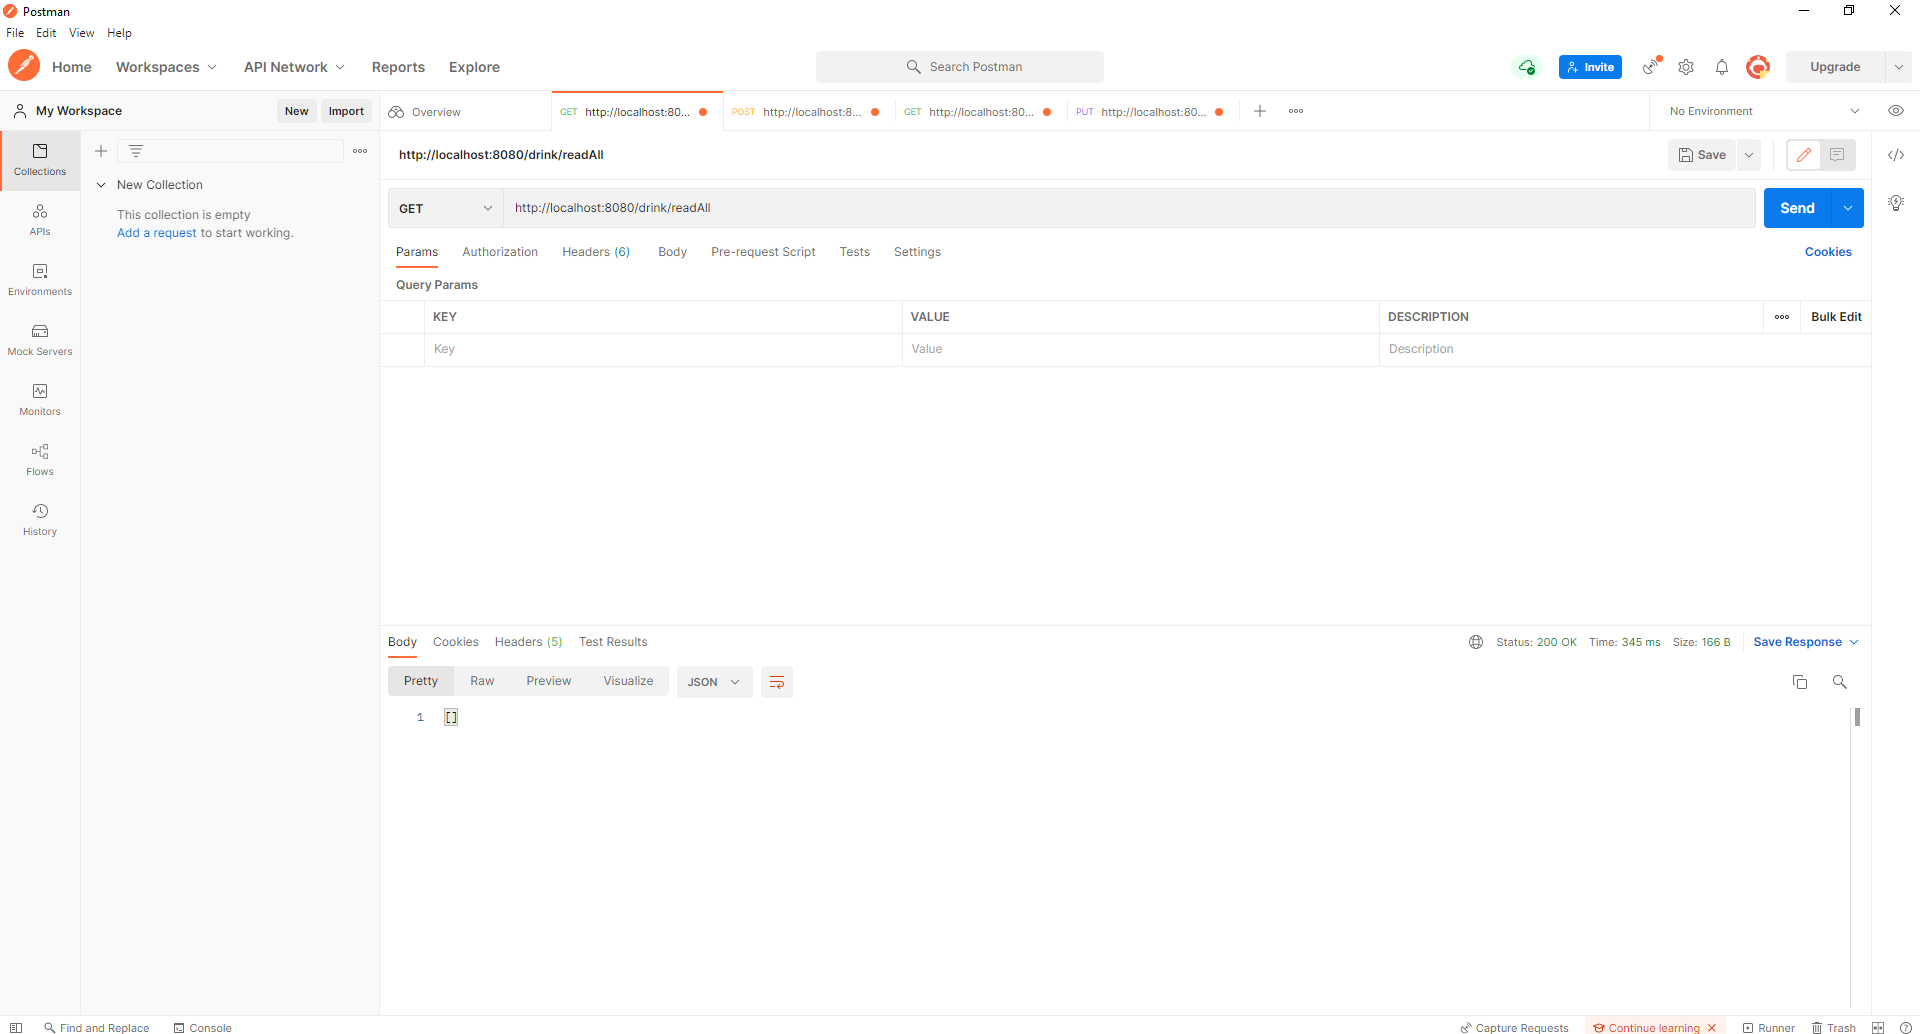 Postman
File Edit View Help
Home Workspaces API Network Reports Explore Search Postman Invite Upgrade
My Workspace New Import Overview GET http://localhost:80... POST http://localhost:8... GET http://localhost:80... PUT http://localhost:80... No Environment
Collections
APIs
Environments
Mock Servers
Monitors
Flows
History
New Collection
This collection is empty
Add a request to start working.
http://localhost:8080/drink/readAll Save
GET http://localhost:8080/drink/readAll Send
Params Authorization Headers (6) Body Pre-request Script Tests Settings Cookies
Query Params
KEY VALUE DESCRIPTION Bulk Edit
Key Value Description
Body Cookies Headers (5) Test Results Status: 200 OK Time: 345 ms Size: 166 B Save Response
Pretty Raw Preview Visualize JSON
1 []
Find and Replace Console Capture Requests Continue learning Runner Trash